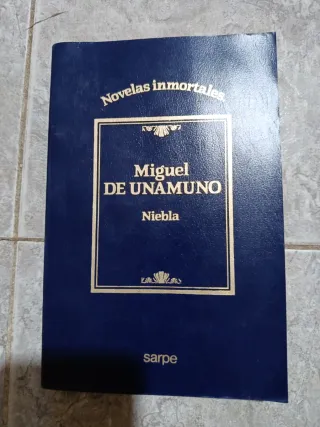 Novelas inmortales
Miguel
DE UNAMUNO
Niebla
sarpe